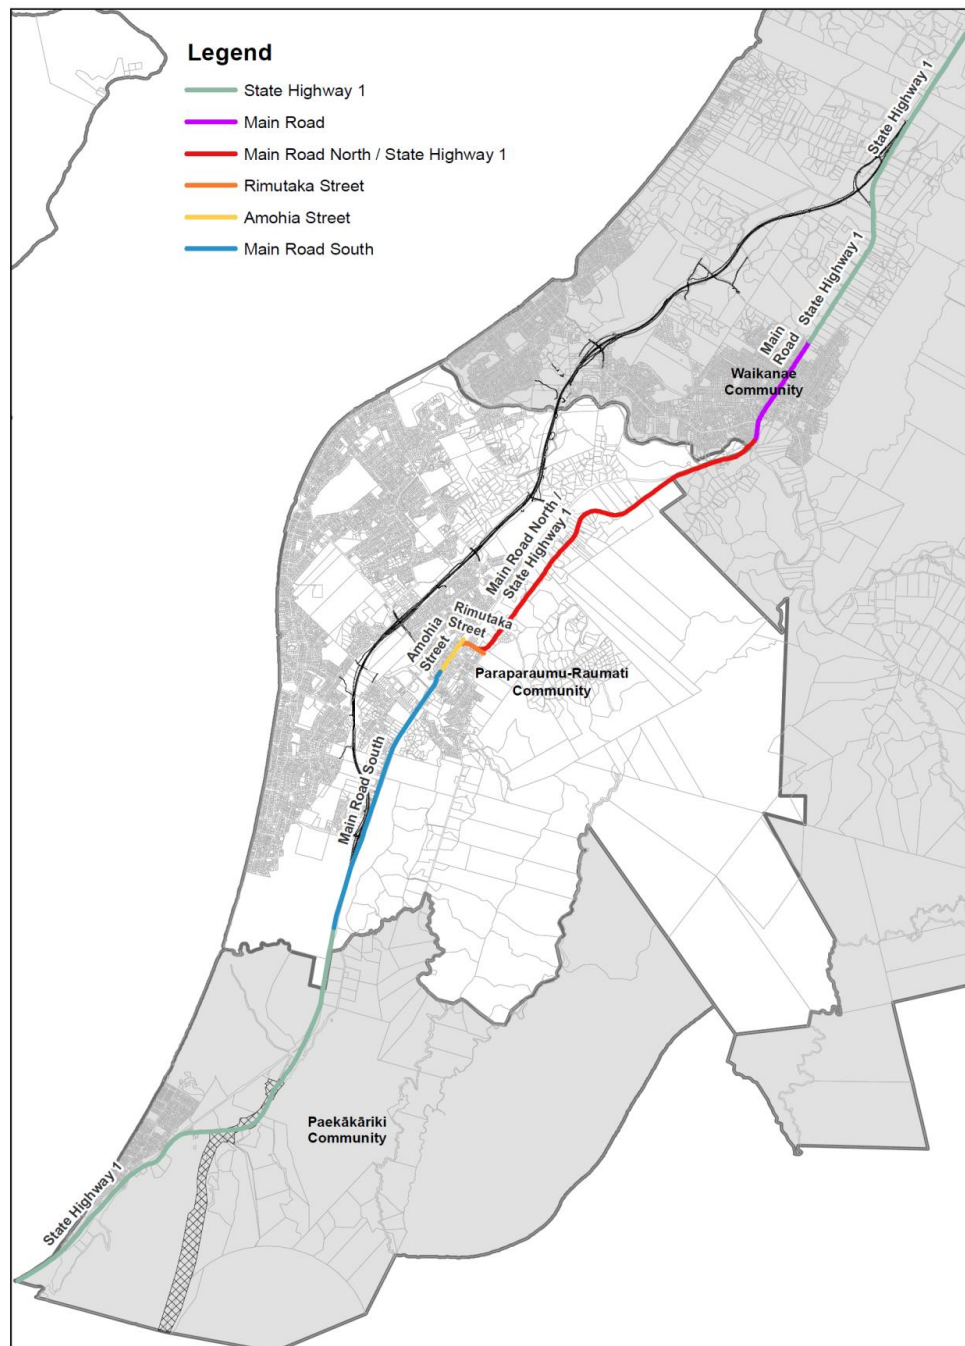 Legend
State Highway 1
Main Road
Main Road North / State Highway 1
Rimutaka Street
Amohia Street
Main Road South
State Highway 1
State Highway 1
Main
Road
Waikanae
Community
Main Road North /
State Highway 1
Rimutaka
Street
Amohia
Street
Paraparaumu-Raumati
Community
Main Road South
Paekākāriki
Community
State Highway 1